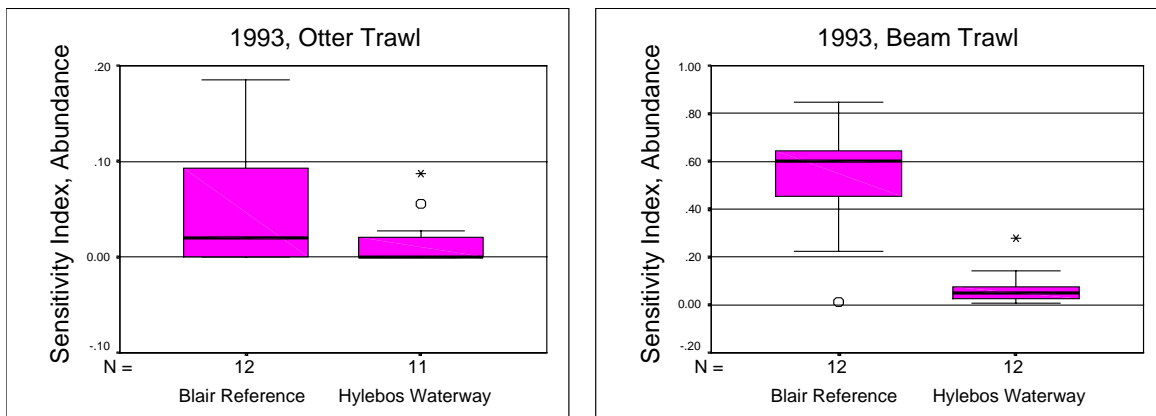 1993, Otter Trawl
Sensitivity Index, Abundance
.20
.10
0.00
-.10
N =
12
11
Blair Reference
Hylebos Waterway
1993, Beam Trawl
Sensitivity Index, Abundance
1.00
.80
.60
.40
.20
0.00
-.20
N =
12
12
Blair Reference
Hylebos Waterway